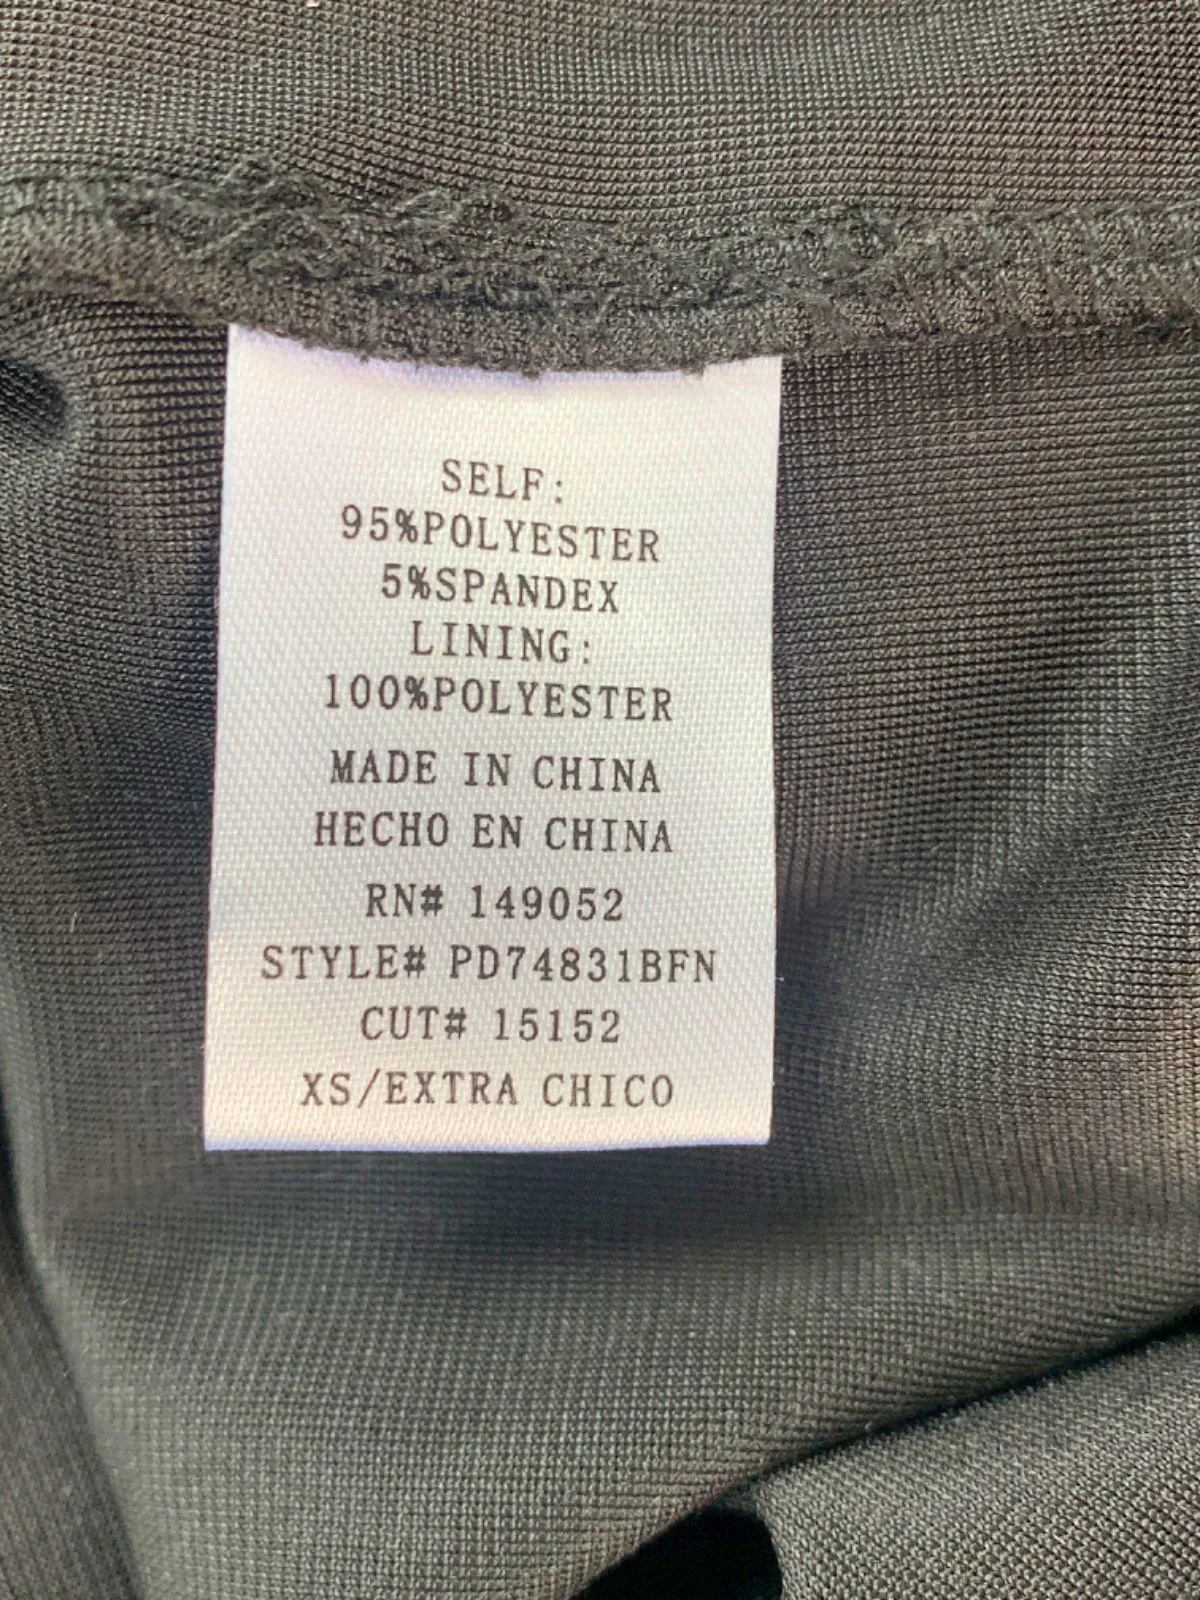 SELF:
95%POLYESTER
5%SPANDEX
LINING:
100%POLYESTER
MADE IN CHINA
HECHO EN CHINA
RN# 149052
STYLE# PD74831BFN
CUT# 15152
XS/EXTRA CHICO